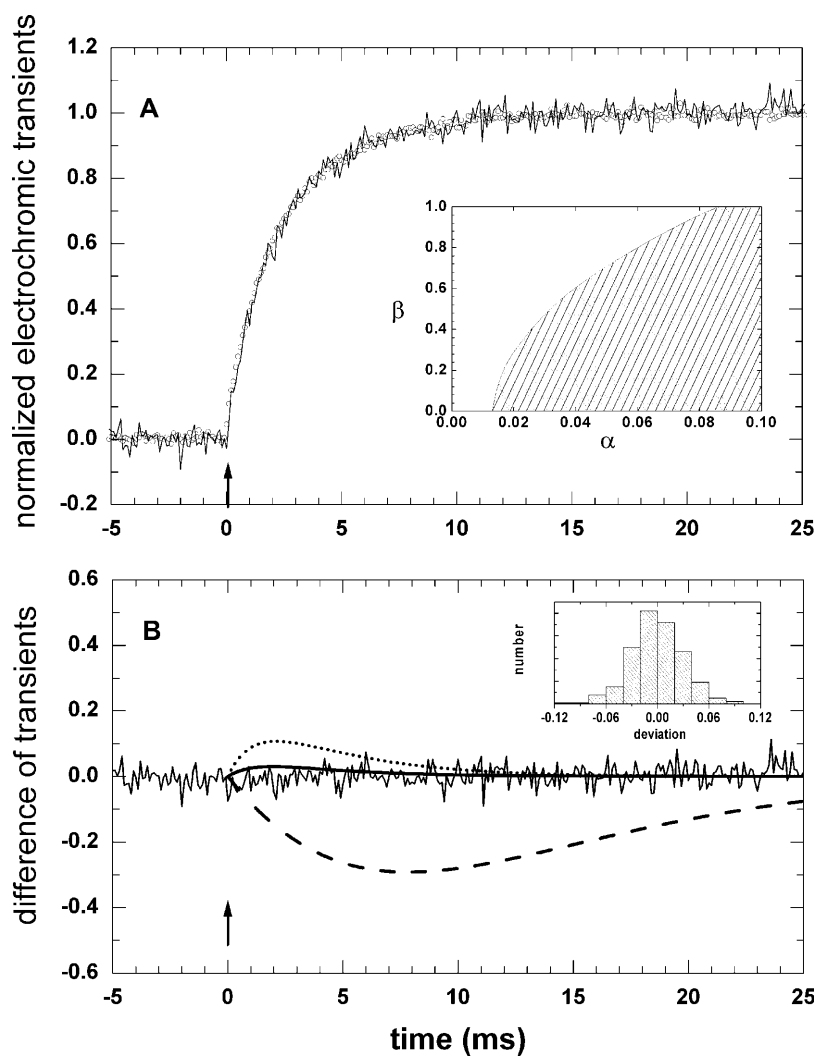 normalized electrochromic transients
A
1.2
1.0
0.8
0.6
0.4
0.2
0.0
-0.2
-5 0 5 10 15 20 25
β
1.0
0.8
0.6
0.4
0.2
0.0
0.00 0.02 0.04 0.06 0.08 0.10
α
difference of transients
B
0.6
0.4
0.2
0.0
-0.2
-0.4
-0.6
-5 0 5 10 15 20 25
time (ms)
number
-0.12 -0.06 0.00 0.06 0.12
deviation